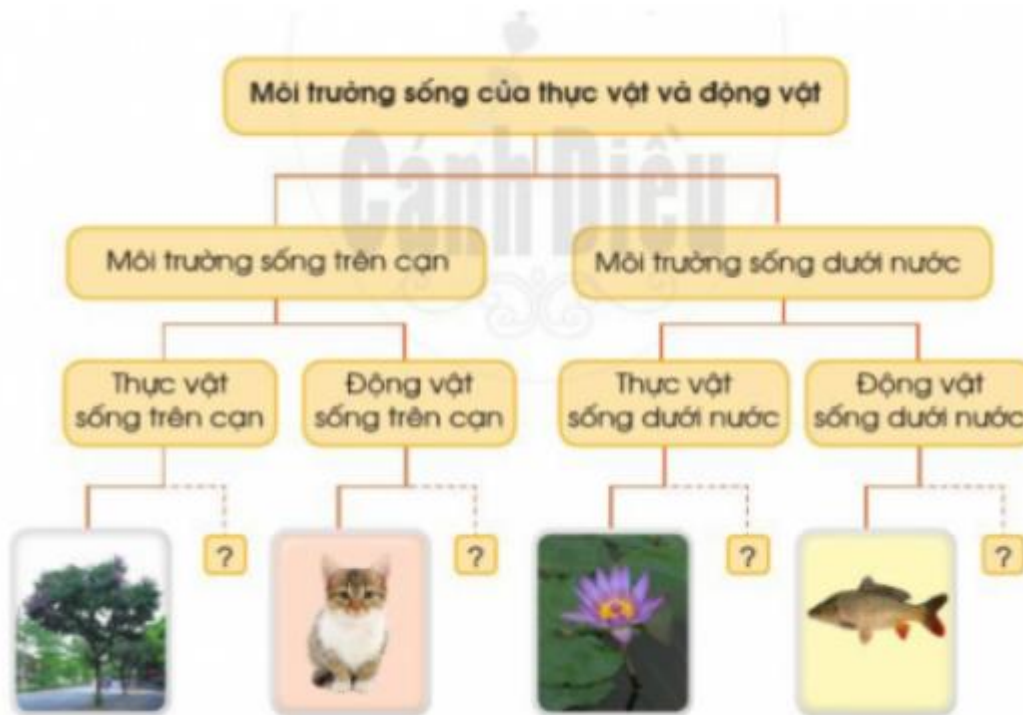 Môi trường sống của thực vật và động vật
Cánh Diều
Môi trường sống trên cạn
Môi trường sống dưới nước
Thực vật
sống trên cạn
Động vật
sống trên cạn
Thực vật
sống dưới nước
Động vật
sống dưới nước
?
?
?
?